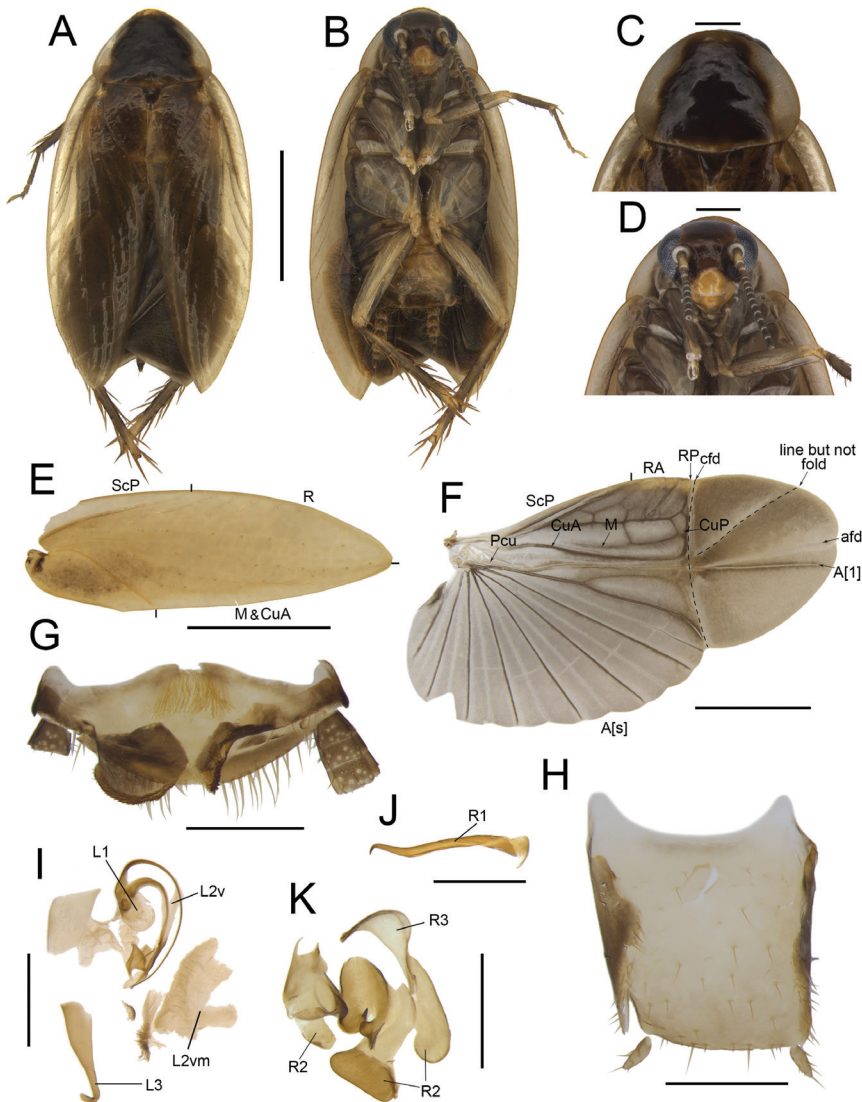 A
B
C
D
E
ScP
R
M & CuA
F
ScP
RA
RP
cfd
line but not
fold
CuA
M
CuP
Pcu
afd
A[1]
A[s]
G
H
I
L1
L2v
L2vm
L3
J
R1
K
R3
R2
R2
R2